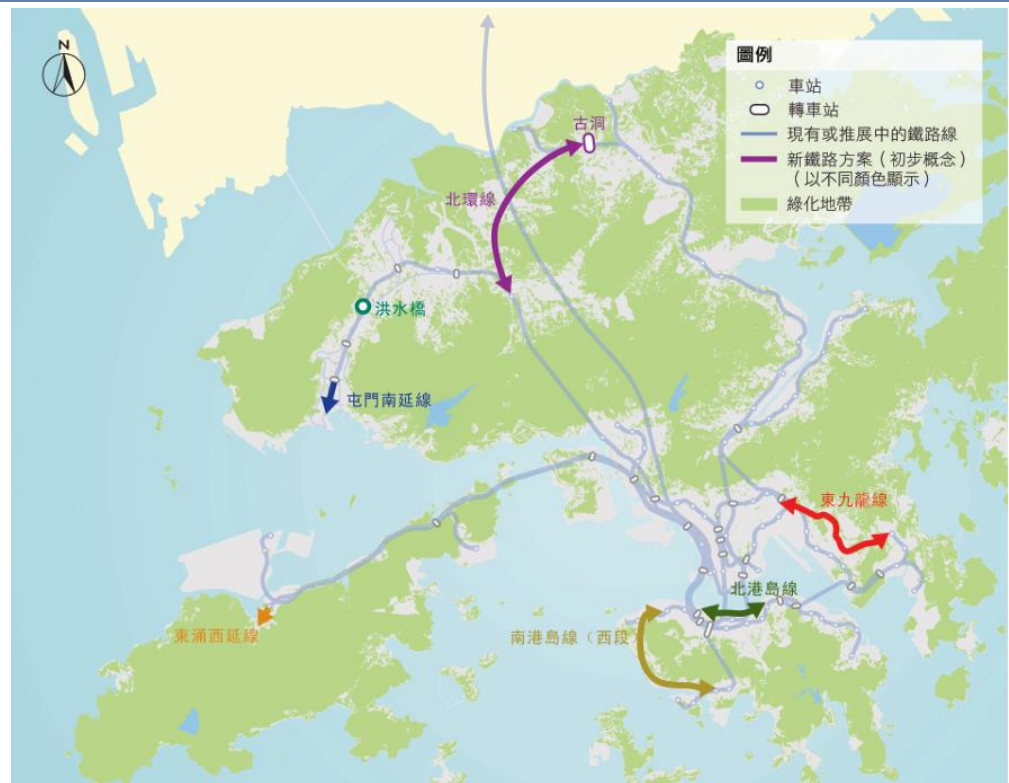 N
圖例
車站
轉車站
現有或推展中的鐵路線
新鐵路方案（初步概念）
（以不同顏色顯示）
綠化地帶
古洞
北環線
洪水橋
屯門南延線
東九龍線
北港島線
南港島線（西段
東涌西延線